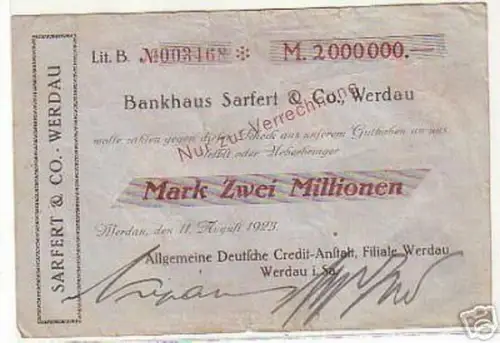 SARFERT & CO. - WERDAU
Lit. B. № 003468 ✻ M. 2000000.—
Bankhaus Sarfert & Co., Werdau
Nur zur Verrechnung
wolle zahlen gegen diesen Scheck aus unserem Guthaben an uns
selbst oder Ueberbringer
Mark Zwei Millionen
Werdau, den 11. August 1923.
Allgemeine Deutsche Credit-Anstalt, Filiale Werdau
Werdau i. Sa.